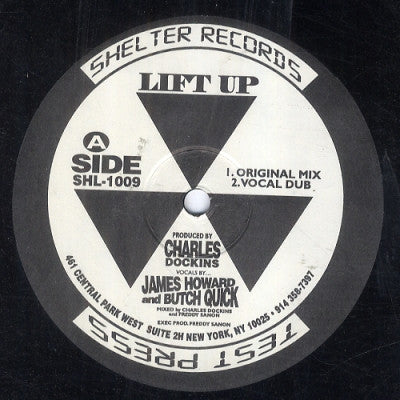 SHELTER RECORDS
LIFT UP
A
SIDE
SHL-1009
1. ORIGINAL MIX
2. VOCAL DUB
PRODUCED BY
CHARLES
DOCKINS
VOCALS BY...
JAMES HOWARD
and BUTCH QUICK
MIXED by CHARLES DOCKINS
and FREDDY SANON
EXEC PROD. FREDDY SANON
461 CENTRAL PARK WEST SUITE 2H NEW YORK, NY 10025 • 914 358-7397
TEST PRESS